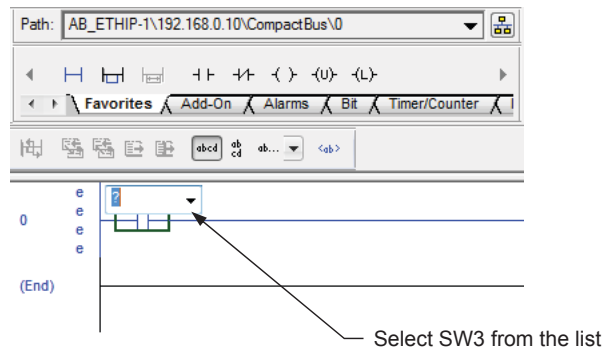 Path: AB_ETHIP-1\192.168.0.10\CompactBus\0
Favorites Add-On Alarms Bit Timer/Counter
abcd ab cd ab... <ab>
e
?
0 e
e
e
(End)
Select SW3 from the list